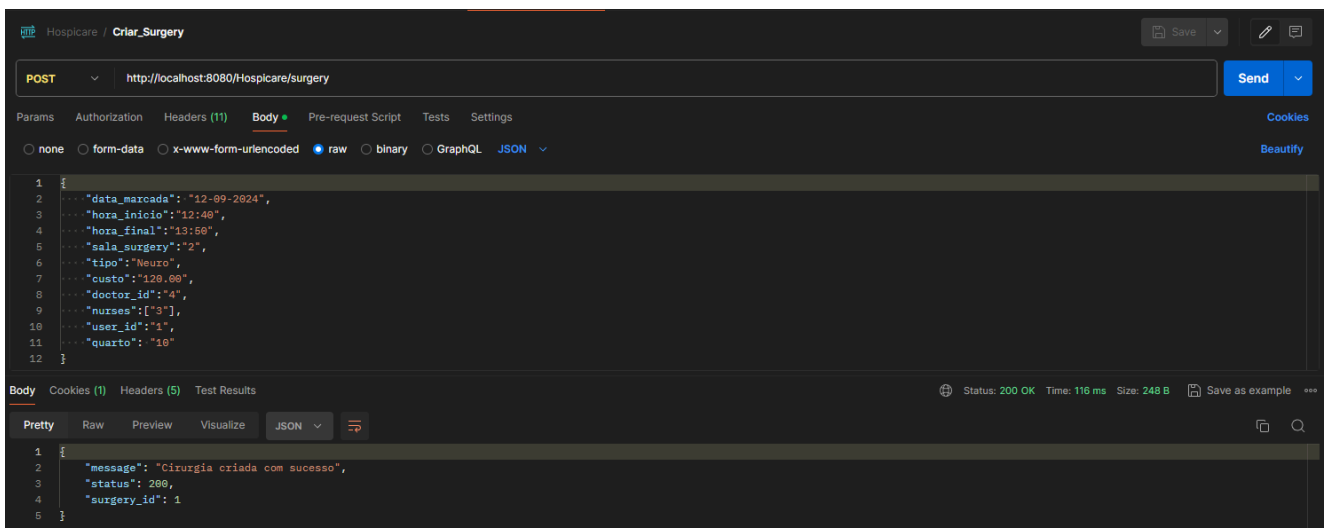 HTTP Hospicare / Criar_Surgery Save
POST http://localhost:8080/Hospicare/surgery Send
Params Authorization Headers (11) Body Pre-request Script Tests Settings Cookies
none form-data x-www-form-urlencoded raw binary GraphQL JSON Beautify
1 {
2 ····"data_marcada":·"12-09-2024",
3 ····"hora_inicio":"12:40",
4 ····"hora_final":"13:50",
5 ····"sala_surgery":"2",
6 ····"tipo":"Neuro",
7 ····"custo":"120.00",
8 ····"doctor_id":"4",
9 ····"nurses":["3"],
10 ····"user_id":"1",
11 ····"quarto":·"10"
12 }
Body Cookies (1) Headers (5) Test Results Status: 200 OK Time: 116 ms Size: 248 B Save as example
Pretty Raw Preview Visualize JSON
1 {
2 "message": "Cirurgia criada com sucesso",
3 "status": 200,
4 "surgery_id": 1
5 }